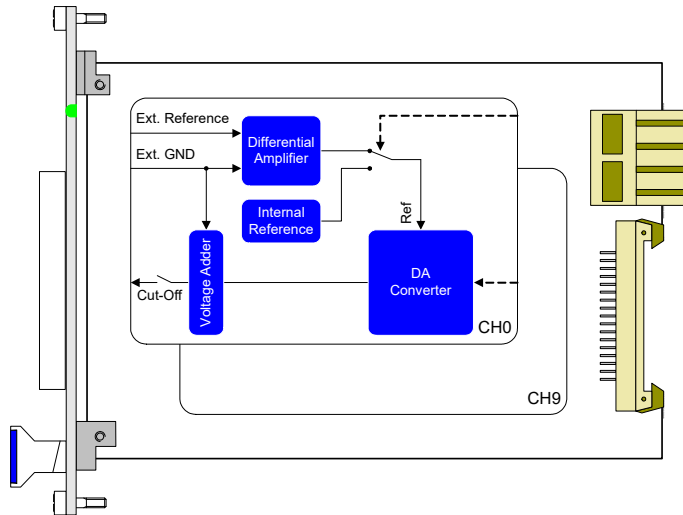 Ext. Reference
Ext. GND
Differential
Amplifier
Internal
Reference
Ref
Voltage Adder
DA
Converter
Cut-Off
CH0
CH9